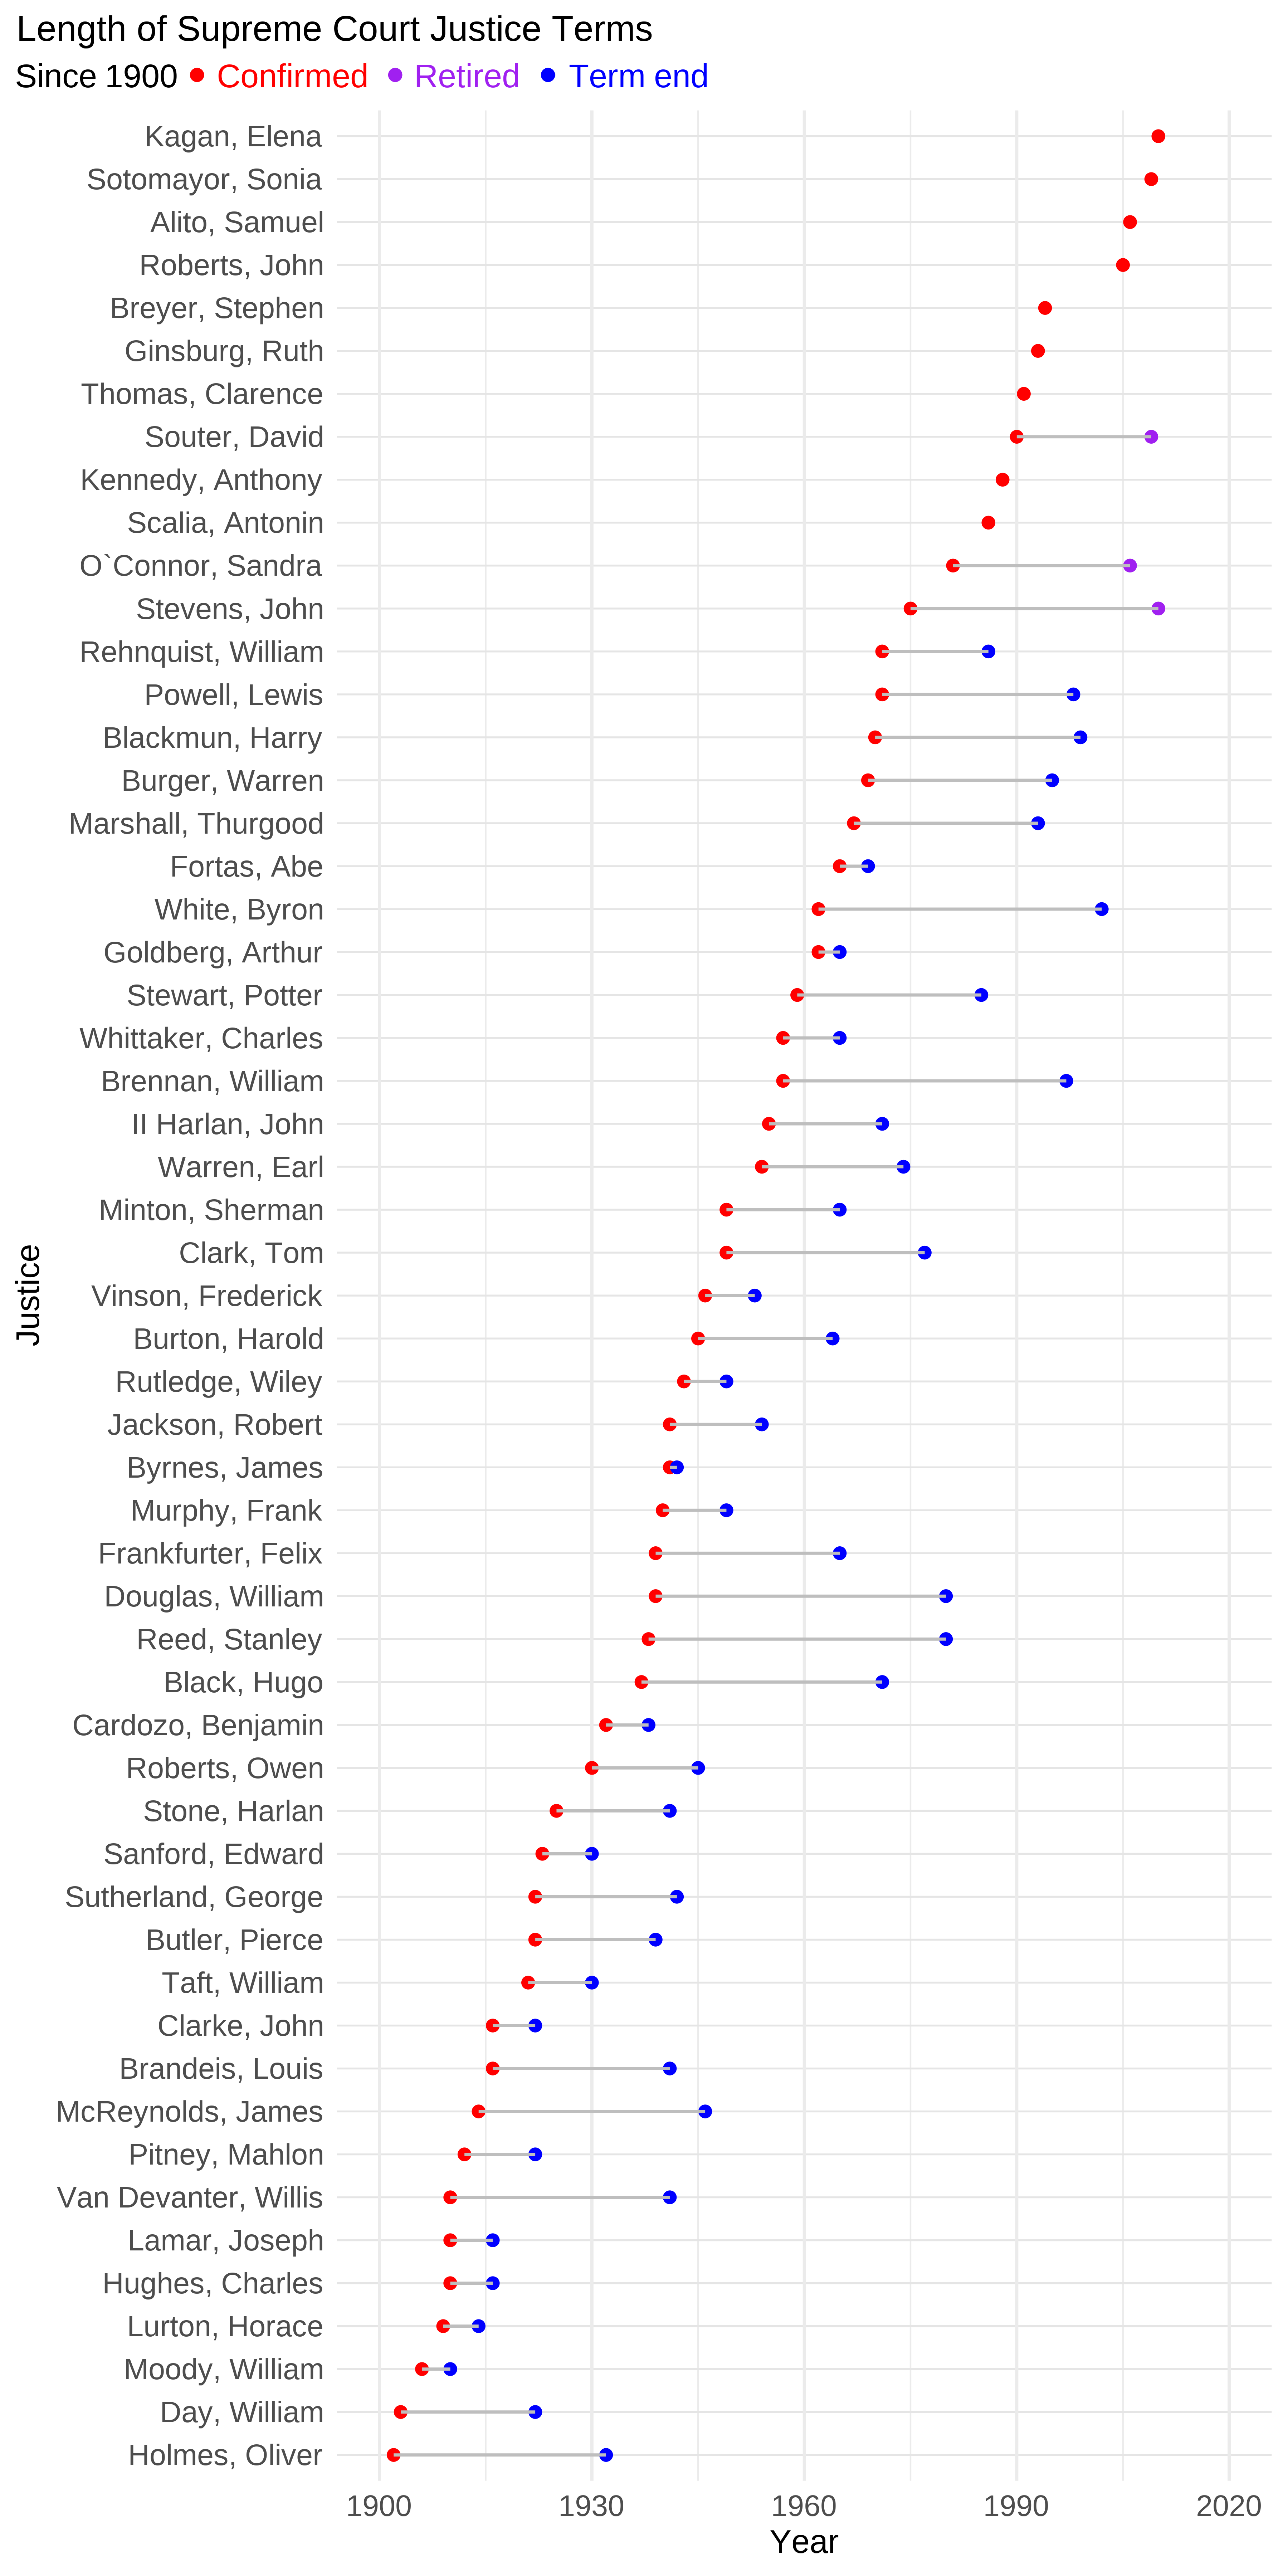 Length of Supreme Court Justice Terms
Since 1900 Confirmed Retired Term end
Kagan, Elena
Sotomayor, Sonia
Alito, Samuel
Roberts, John
Breyer, Stephen
Ginsburg, Ruth
Thomas, Clarence
Souter, David
Kennedy, Anthony
Scalia, Antonin
O`Connor, Sandra
Stevens, John
Rehnquist, William
Powell, Lewis
Blackmun, Harry
Burger, Warren
Marshall, Thurgood
Fortas, Abe
White, Byron
Goldberg, Arthur
Stewart, Potter
Whittaker, Charles
Brennan, William
II Harlan, John
Warren, Earl
Minton, Sherman
Clark, Tom
Vinson, Frederick
Burton, Harold
Rutledge, Wiley
Jackson, Robert
Byrnes, James
Murphy, Frank
Frankfurter, Felix
Douglas, William
Reed, Stanley
Black, Hugo
Cardozo, Benjamin
Roberts, Owen
Stone, Harlan
Sanford, Edward
Sutherland, George
Butler, Pierce
Taft, William
Clarke, John
Brandeis, Louis
McReynolds, James
Pitney, Mahlon
Van Devanter, Willis
Lamar, Joseph
Hughes, Charles
Lurton, Horace
Moody, William
Day, William
Holmes, Oliver
Justice
1900 1930 1960 1990 2020
Year